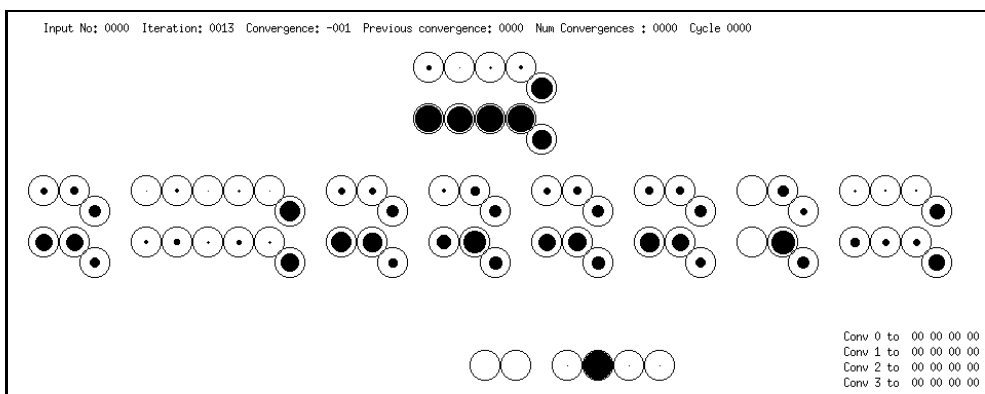 Input No: 0000 Iteration: 0013 Convergence: -001 Previous convergence: 0000 Num Convergences : 0000 Cycle 0000
Conv 0 to 00 00 00 00
Conv 1 to 00 00 00 00
Conv 2 to 00 00 00 00
Conv 3 to 00 00 00 00